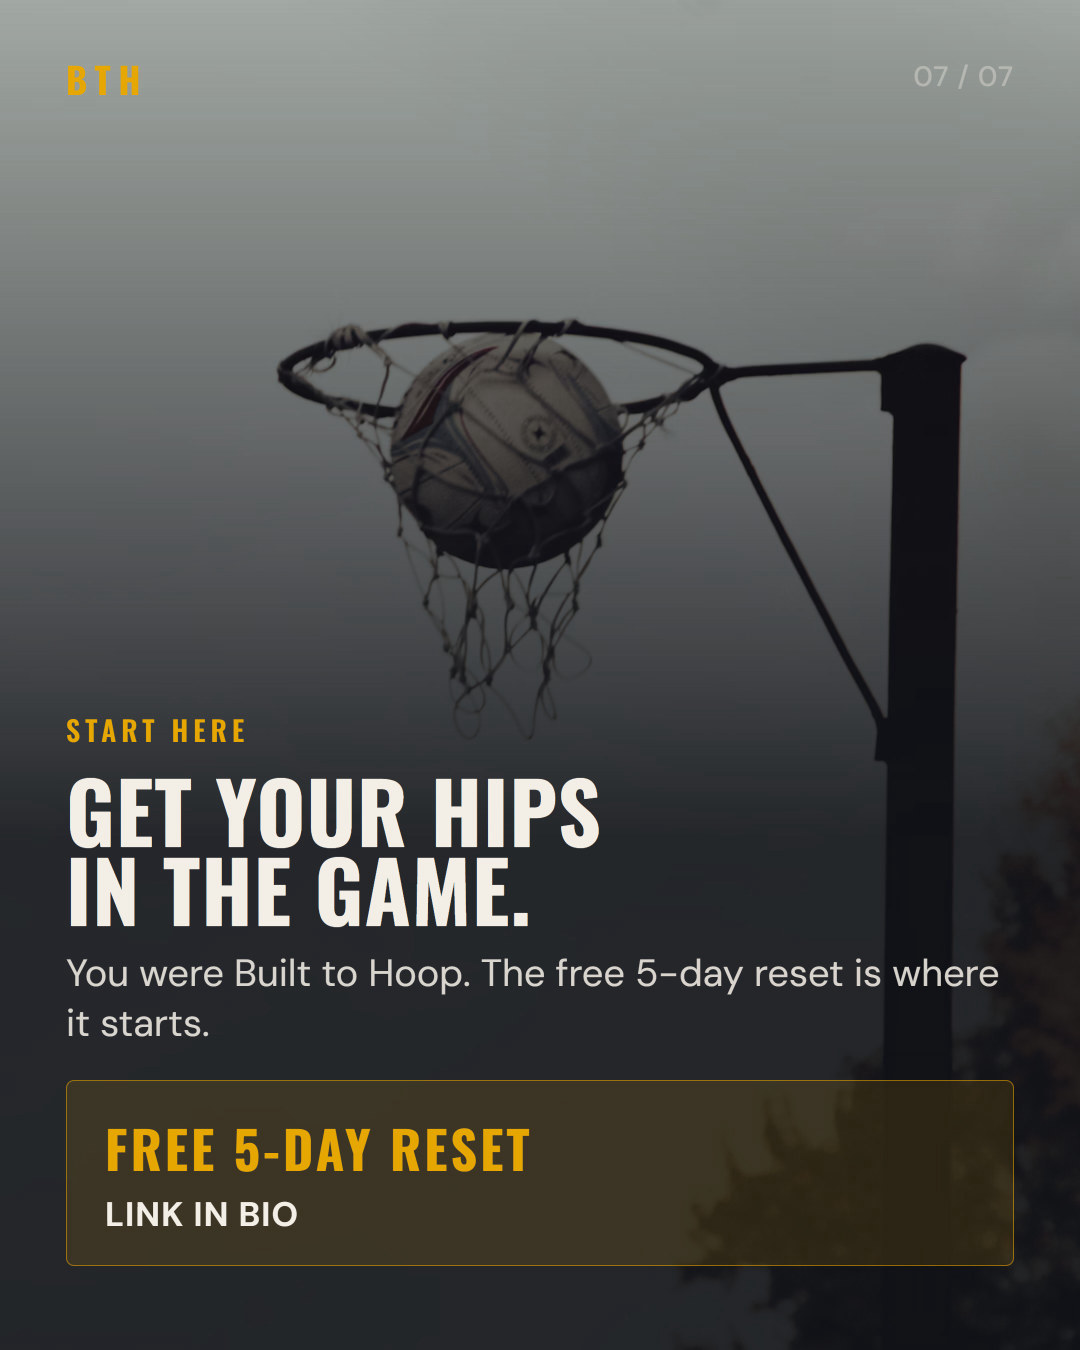 BTH
07 / 07
START HERE
GET YOUR HIPS
IN THE GAME.
You were Built to Hoop. The free 5-day reset is where
it starts.
FREE 5-DAY RESET
LINK IN BIO